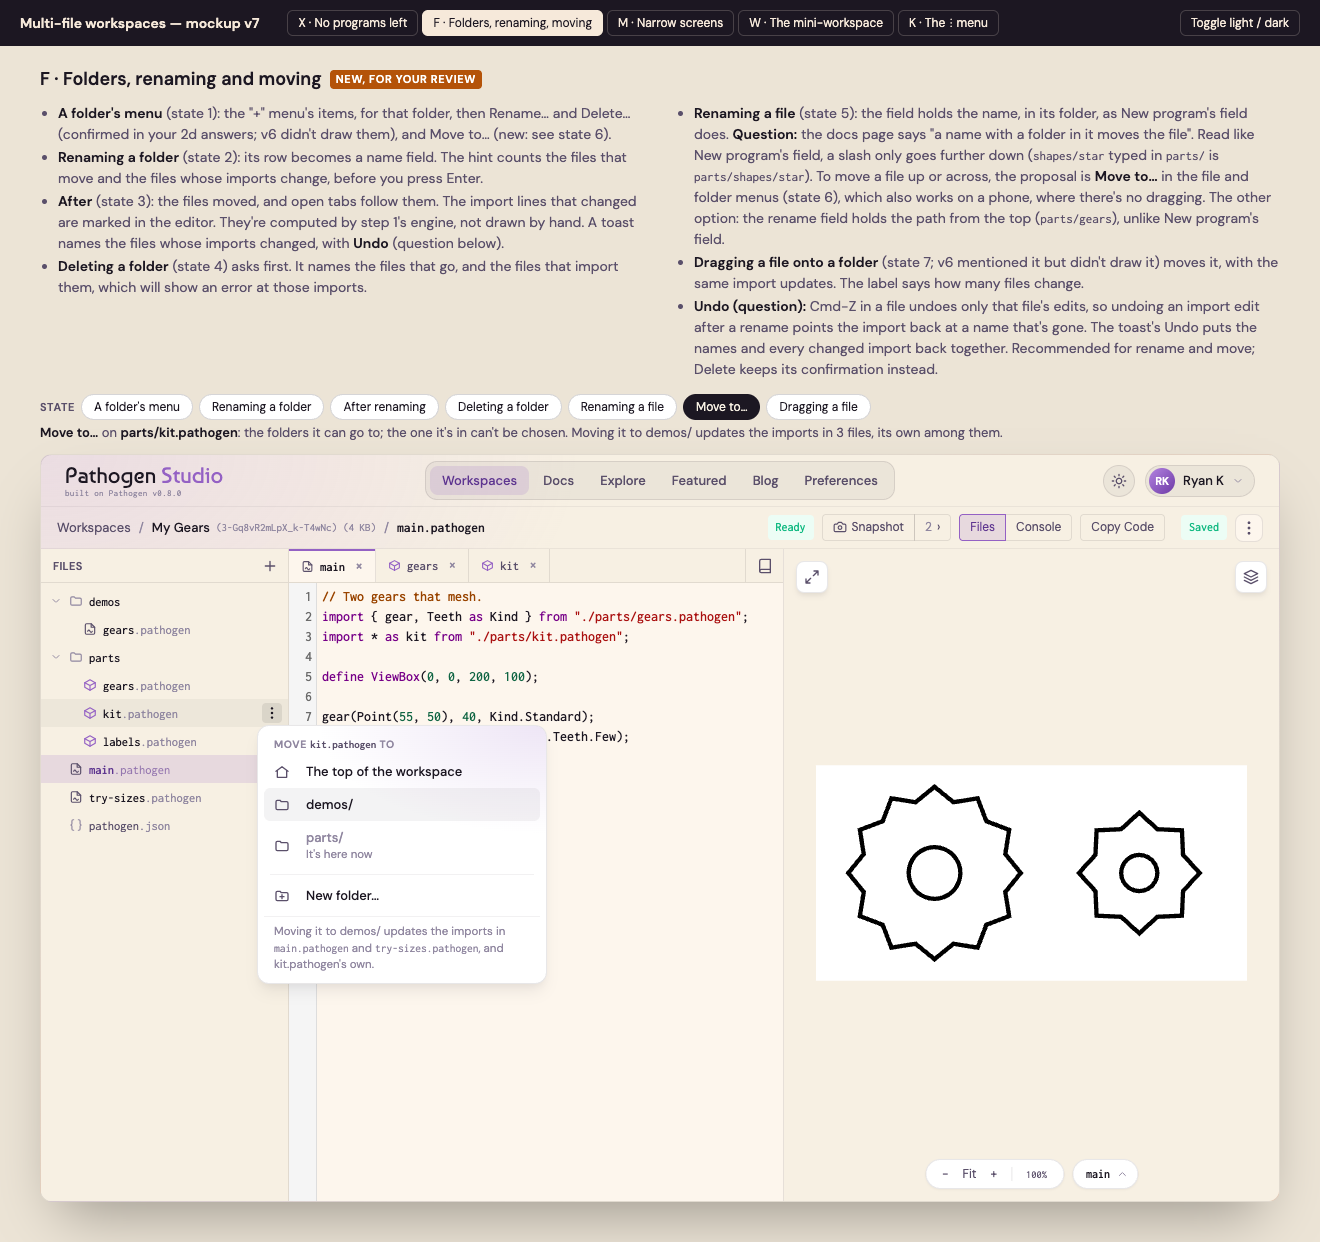 Multi-file workspaces — mockup v7
X · No programs left
F · Folders, renaming, moving
M · Narrow screens
W · The mini-workspace
K · The ⋮ menu
Toggle light / dark
F · Folders, renaming and moving
NEW, FOR YOUR REVIEW
• A folder's menu (state 1): the "+" menu's items, for that folder, then Rename… and Delete…
(confirmed in your 2d answers; v6 didn't draw them), and Move to… (new: see state 6).
• Renaming a folder (state 2): its row becomes a name field. The hint counts the files that
move and the files whose imports change, before you press Enter.
• After (state 3): the files moved, and open tabs follow them. The import lines that changed
are marked in the editor. They're computed by step 1's engine, not drawn by hand. A toast
names the files whose imports changed, with Undo (question below).
• Deleting a folder (state 4) asks first. It names the files that go, and the files that import
them, which will show an error at those imports.
• Renaming a file (state 5): the field holds the name, in its folder, as New program's field
does. Question: the docs page says "a name with a folder in it moves the file". Read like
New program's field, a slash only goes further down (shapes/star typed in parts/ is
parts/shapes/star). To move a file up or across, the proposal is Move to… in the file and
folder menus (state 6), which also works on a phone, where there's no dragging. The other
option: the rename field holds the path from the top (parts/gears), unlike New program's
field.
• Dragging a file onto a folder (state 7; v6 mentioned it but didn't draw it) moves it, with the
same import updates. The label says how many files change.
• Undo (question): Cmd-Z in a file undoes only that file's edits, so undoing an import edit
after a rename points the import back at a name that's gone. The toast's Undo puts the
names and every changed import back together. Recommended for rename and move;
Delete keeps its confirmation instead.
STATE
A folder's menu
Renaming a folder
After renaming
Deleting a folder
Renaming a file
Move to…
Dragging a file
Move to… on parts/kit.pathogen: the folders it can go to; the one it's in can't be chosen. Moving it to demos/ updates the imports in 3 files, its own among them.
Pathogen Studio
built on Pathogen v0.8.0
Workspaces
Docs
Explore
Featured
Blog
Preferences
RK
Ryan K
Workspaces / My Gears (3-Gq8vR2mLpX_k-T4wNc) (4 KB) / main.pathogen
Ready
Snapshot
2 ›
Files
Console
Copy Code
Saved
FILES
+
main ×
gears ×
kit ×
demos
gears.pathogen
parts
gears.pathogen
kit.pathogen
labels.pathogen
main.pathogen
try-sizes.pathogen
{} pathogen.json
1 // Two gears that mesh.
2 import { gear, Teeth as Kind } from "./parts/gears.pathogen";
3 import * as kit from "./parts/kit.pathogen";
4
5 define ViewBox(0, 0, 200, 100);
6
7 gear(Point(55, 50), 40, Kind.Standard);
.Teeth.Few);
MOVE kit.pathogen TO
The top of the workspace
demos/
parts/
It's here now
New folder…
Moving it to demos/ updates the imports in
main.pathogen and try-sizes.pathogen, and
kit.pathogen's own.
− Fit + 100%
main